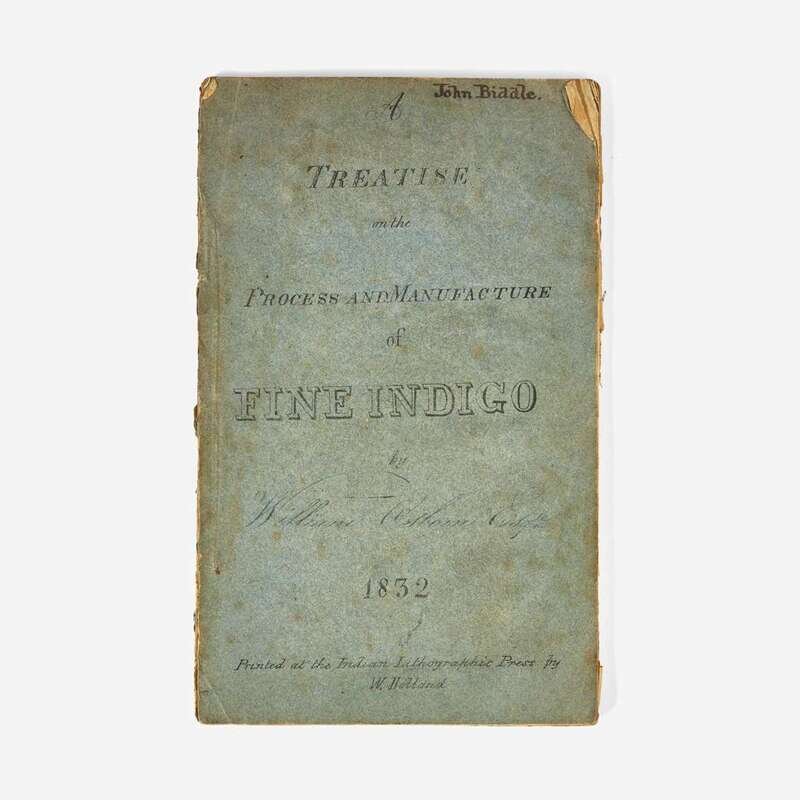 John Biddle.
A
TREATISE
on the
PROCESS AND MANUFACTURE
of
FINE INDIGO
by
William
1832
Printed at the Indian Lithographic Press by
W. Holland